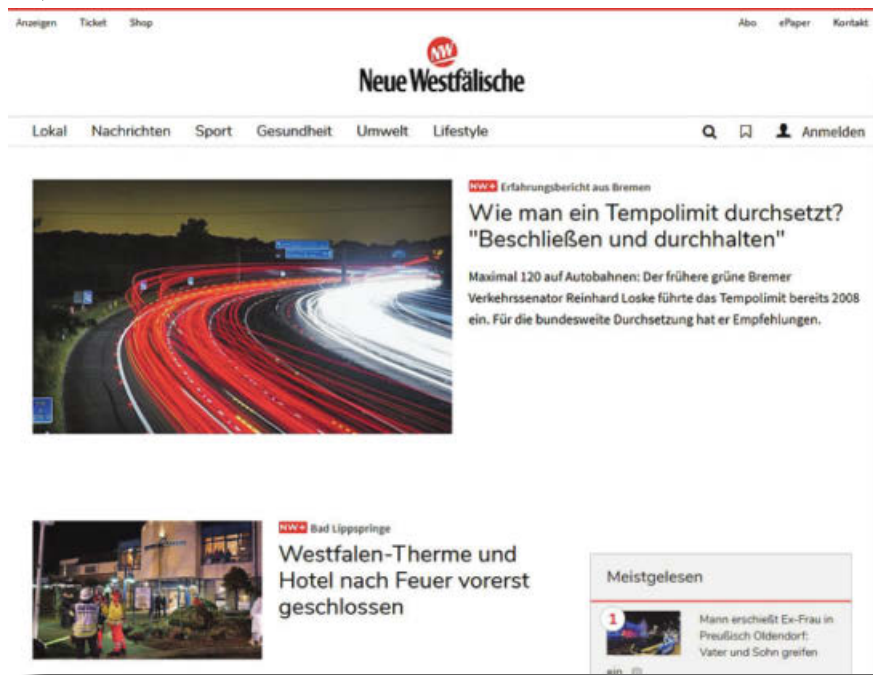 Anzeigen Ticket Shop
Abo ePaper Kontakt
NW
Neue Westfälische
Lokal Nachrichten Sport Gesundheit Umwelt Lifestyle
Anmelden
NW+ Erfahrungsbericht aus Bremen
Wie man ein Tempolimit durchsetzt?
"Beschließen und durchhalten"
Maximal 120 auf Autobahnen: Der frühere grüne Bremer
Verkehrssenator Reinhard Loske führte das Tempolimit bereits 2008
ein. Für die bundesweite Durchsetzung hat er Empfehlungen.
NW+ Bad Lippspringe
Westfalen-Therme und
Hotel nach Feuer vorerst
geschlossen
Meistgelesen
1
Mann erschießt Ex-Frau in
Preußisch Oldendorf:
Vater und Sohn greifen
ein